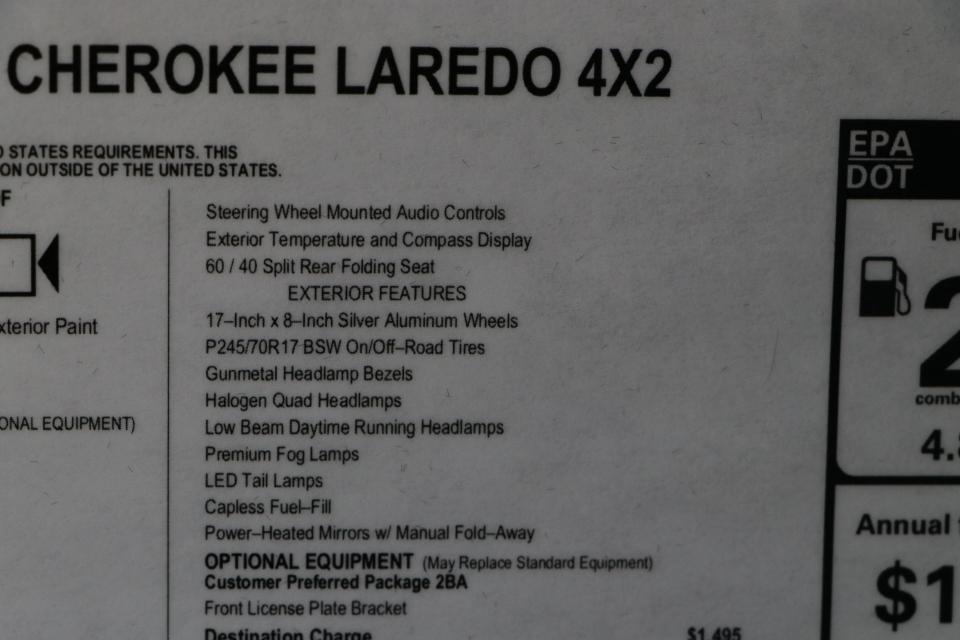 CHEROKEE LAREDO 4X2
STATES REQUIREMENTS. THIS
ON OUTSIDE OF THE UNITED STATES.
F
xterior Paint
ONAL EQUIPMENT)
Steering Wheel Mounted Audio Controls
Exterior Temperature and Compass Display
60 / 40 Split Rear Folding Seat
EXTERIOR FEATURES
17–Inch x 8–Inch Silver Aluminum Wheels
P245/70R17 BSW On/Off–Road Tires
Gunmetal Headlamp Bezels
Halogen Quad Headlamps
Low Beam Daytime Running Headlamps
Premium Fog Lamps
LED Tail Lamps
Capless Fuel–Fill
Power–Heated Mirrors w/ Manual Fold–Away
OPTIONAL EQUIPMENT (May Replace Standard Equipment)
Customer Preferred Package 2BA
Front License Plate Bracket
Destination Charge $1,495
EPA
DOT
Fue
2
comb
4.
Annual
$1